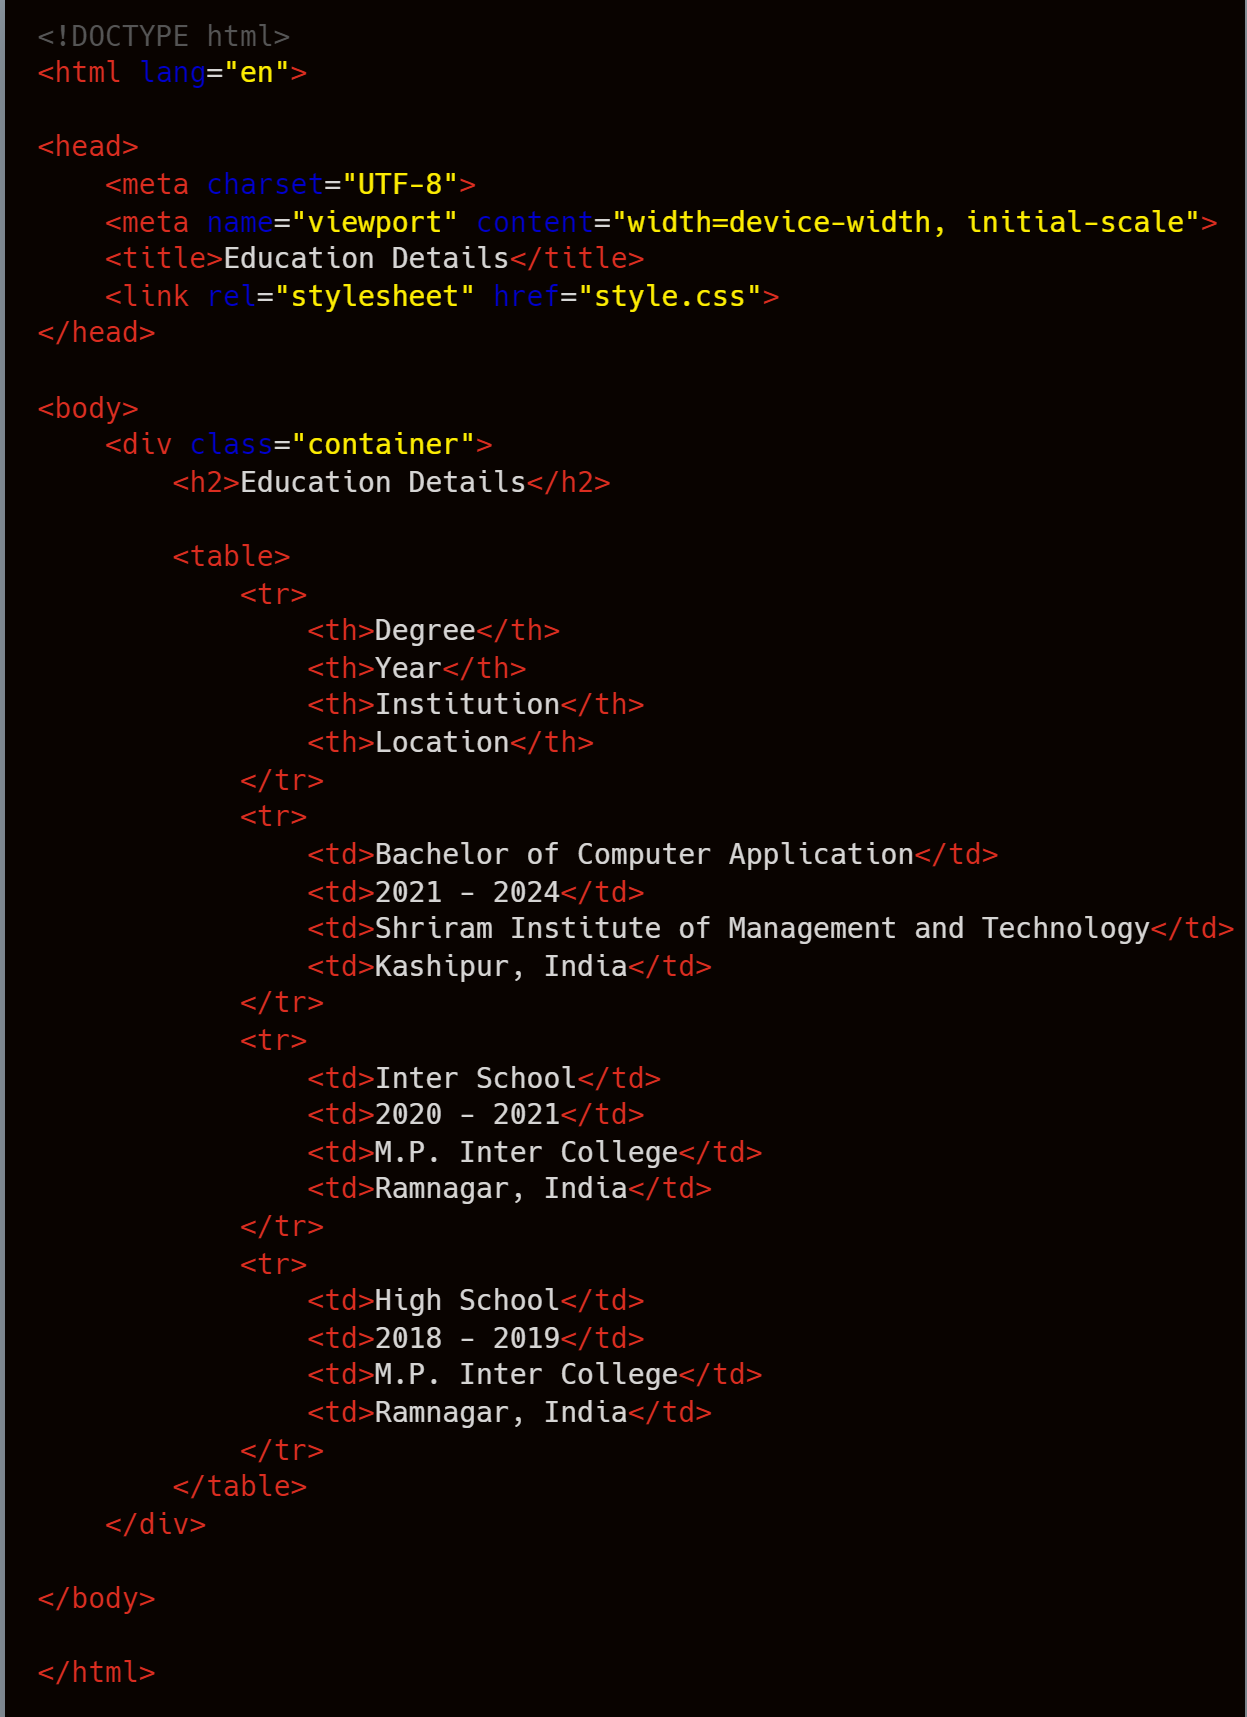 <!DOCTYPE html>
<html lang="en">
<head>
<meta charset="UTF-8">
<meta name="viewport" content="width=device-width, initial-scale">
<title>Education Details</title>
<link rel="stylesheet" href="style.css">
</head>
<body>
<div class="container">
<h2>Education Details</h2>
<table>
<tr>
<th>Degree</th>
<th>Year</th>
<th>Institution</th>
<th>Location</th>
</tr>
<tr>
<td>Bachelor of Computer Application</td>
<td>2021 - 2024</td>
<td>Shriram Institute of Management and Technology</td>
<td>Kashipur, India</td>
</tr>
<tr>
<td>Inter School</td>
<td>2020 - 2021</td>
<td>M.P. Inter College</td>
<td>Ramnagar, India</td>
</tr>
<tr>
<td>High School</td>
<td>2018 - 2019</td>
<td>M.P. Inter College</td>
<td>Ramnagar, India</td>
</tr>
</table>
</div>
</body>
</html>